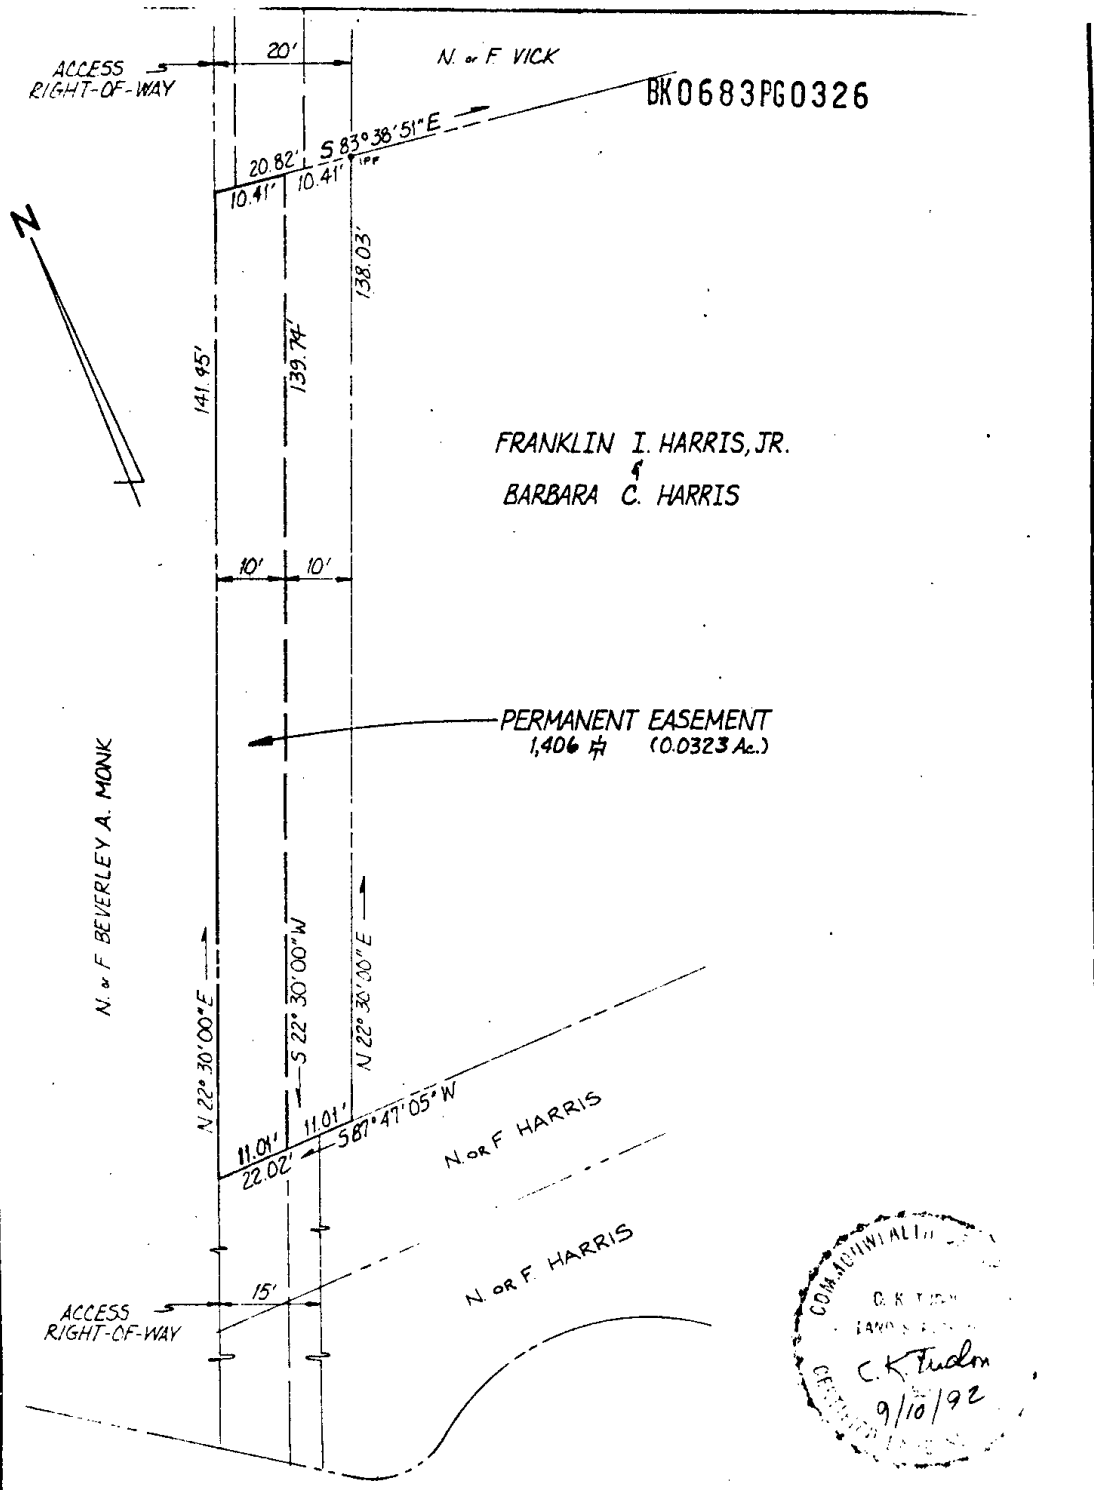 20'
N. or F. VICK
ACCESS
RIGHT-OF-WAY
BK0683PG0326
S 83° 38' 51" E
20.82'
IPF
10.41'
10.41'
N
138.03'
139.74'
141.45'
FRANKLIN I. HARRIS, JR.
&
BARBARA C. HARRIS
10'
10'
PERMANENT EASEMENT
1,406 (0.0323 Ac.)
N. or F BEVERLEY A. MONK
N 22° 30' 00" E
S 22° 30' 00" W
N 22° 30' 00" E
11.01'
11.01'
S 87° 47' 05" W
22.02'
N. OR F HARRIS
N. OR F. HARRIS
15'
ACCESS
RIGHT-OF-WAY
COMMONWEALTH
C. K. Tudor
9/10/92